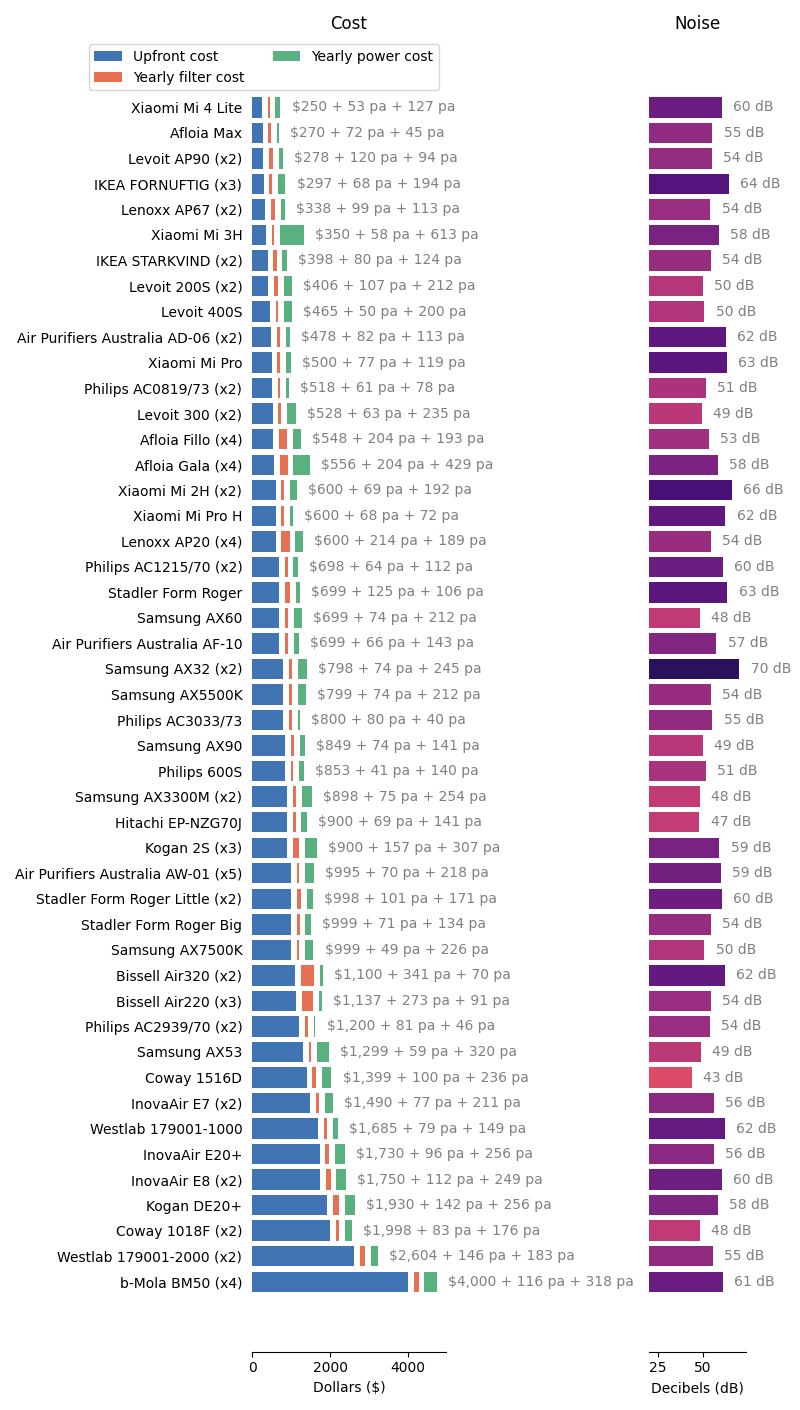 Cost Noise
Upfront cost Yearly power cost
Yearly filter cost
Xiaomi Mi 4 Lite $250 + 53 pa + 127 pa 60 dB
Afloia Max $270 + 72 pa + 45 pa 55 dB
Levoit AP90 (x2) $278 + 120 pa + 94 pa 54 dB
IKEA FORNUFTIG (x3) $297 + 68 pa + 194 pa 64 dB
Lenoxx AP67 (x2) $338 + 99 pa + 113 pa 54 dB
Xiaomi Mi 3H $350 + 58 pa + 613 pa 58 dB
IKEA STARKVIND (x2) $398 + 80 pa + 124 pa 54 dB
Levoit 200S (x2) $406 + 107 pa + 212 pa 50 dB
Levoit 400S $465 + 50 pa + 200 pa 50 dB
Air Purifiers Australia AD-06 (x2) $478 + 82 pa + 113 pa 62 dB
Xiaomi Mi Pro $500 + 77 pa + 119 pa 63 dB
Philips AC0819/73 (x2) $518 + 61 pa + 78 pa 51 dB
Levoit 300 (x2) $528 + 63 pa + 235 pa 49 dB
Afloia Fillo (x4) $548 + 204 pa + 193 pa 53 dB
Afloia Gala (x4) $556 + 204 pa + 429 pa 58 dB
Xiaomi Mi 2H (x2) $600 + 69 pa + 192 pa 66 dB
Xiaomi Mi Pro H $600 + 68 pa + 72 pa 62 dB
Lenoxx AP20 (x4) $600 + 214 pa + 189 pa 54 dB
Philips AC1215/70 (x2) $698 + 64 pa + 112 pa 60 dB
Stadler Form Roger $699 + 125 pa + 106 pa 63 dB
Samsung AX60 $699 + 74 pa + 212 pa 48 dB
Air Purifiers Australia AF-10 $699 + 66 pa + 143 pa 57 dB
Samsung AX32 (x2) $798 + 74 pa + 245 pa 70 dB
Samsung AX5500K $799 + 74 pa + 212 pa 54 dB
Philips AC3033/73 $800 + 80 pa + 40 pa 55 dB
Samsung AX90 $849 + 74 pa + 141 pa 49 dB
Philips 600S $853 + 41 pa + 140 pa 51 dB
Samsung AX3300M (x2) $898 + 75 pa + 254 pa 48 dB
Hitachi EP-NZG70J $900 + 69 pa + 141 pa 47 dB
Kogan 2S (x3) $900 + 157 pa + 307 pa 59 dB
Air Purifiers Australia AW-01 (x5) $995 + 70 pa + 218 pa 59 dB
Stadler Form Roger Little (x2) $998 + 101 pa + 171 pa 60 dB
Stadler Form Roger Big $999 + 71 pa + 134 pa 54 dB
Samsung AX7500K $999 + 49 pa + 226 pa 50 dB
Bissell Air320 (x2) $1,100 + 341 pa + 70 pa 62 dB
Bissell Air220 (x3) $1,137 + 273 pa + 91 pa 54 dB
Philips AC2939/70 (x2) $1,200 + 81 pa + 46 pa 54 dB
Samsung AX53 $1,299 + 59 pa + 320 pa 49 dB
Coway 1516D $1,399 + 100 pa + 236 pa 43 dB
InovaAir E7 (x2) $1,490 + 77 pa + 211 pa 56 dB
Westlab 179001-1000 $1,685 + 79 pa + 149 pa 62 dB
InovaAir E20+ $1,730 + 96 pa + 256 pa 56 dB
InovaAir E8 (x2) $1,750 + 112 pa + 249 pa 60 dB
Kogan DE20+ $1,930 + 142 pa + 256 pa 58 dB
Coway 1018F (x2) $1,998 + 83 pa + 176 pa 48 dB
Westlab 179001-2000 (x2) $2,604 + 146 pa + 183 pa 55 dB
b-Mola BM50 (x4) $4,000 + 116 pa + 318 pa 61 dB
0 2000 4000 25 50
Dollars ($) Decibels (dB)